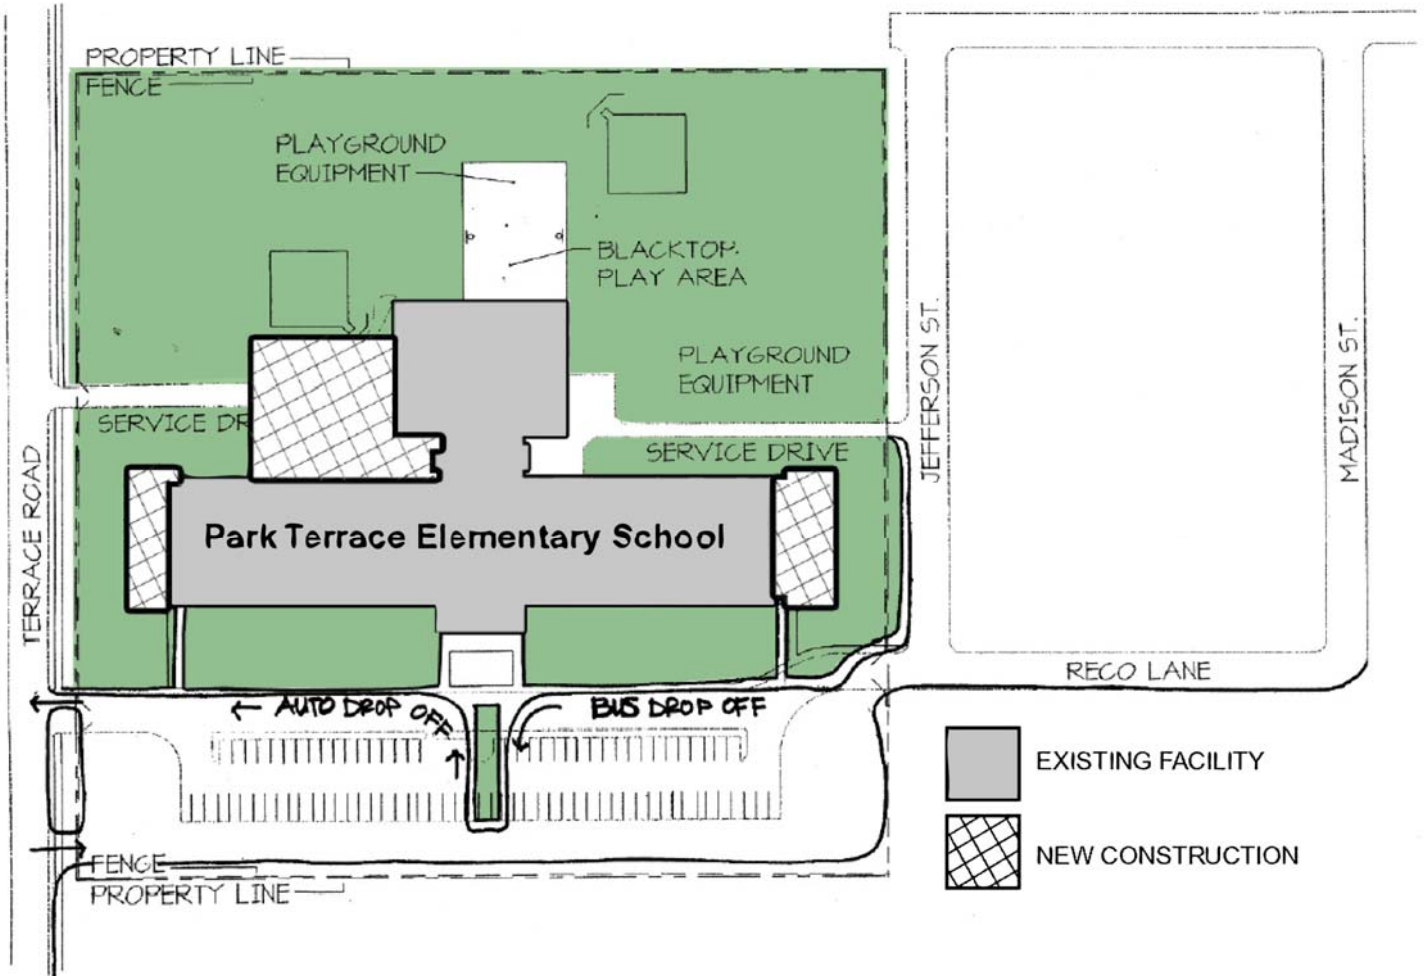 PROPERTY LINE
FENCE
PLAYGROUND
EQUIPMENT
BLACKTOP
PLAY AREA
PLAYGROUND
EQUIPMENT
SERVICE DR
SERVICE DRIVE
JEFFERSON ST.
MADISON ST.
TERRACE ROAD
Park Terrace Elementary School
RECO LANE
← AUTO DROP OFF
BUS DROP OFF
EXISTING FACILITY
NEW CONSTRUCTION
FENCE
PROPERTY LINE